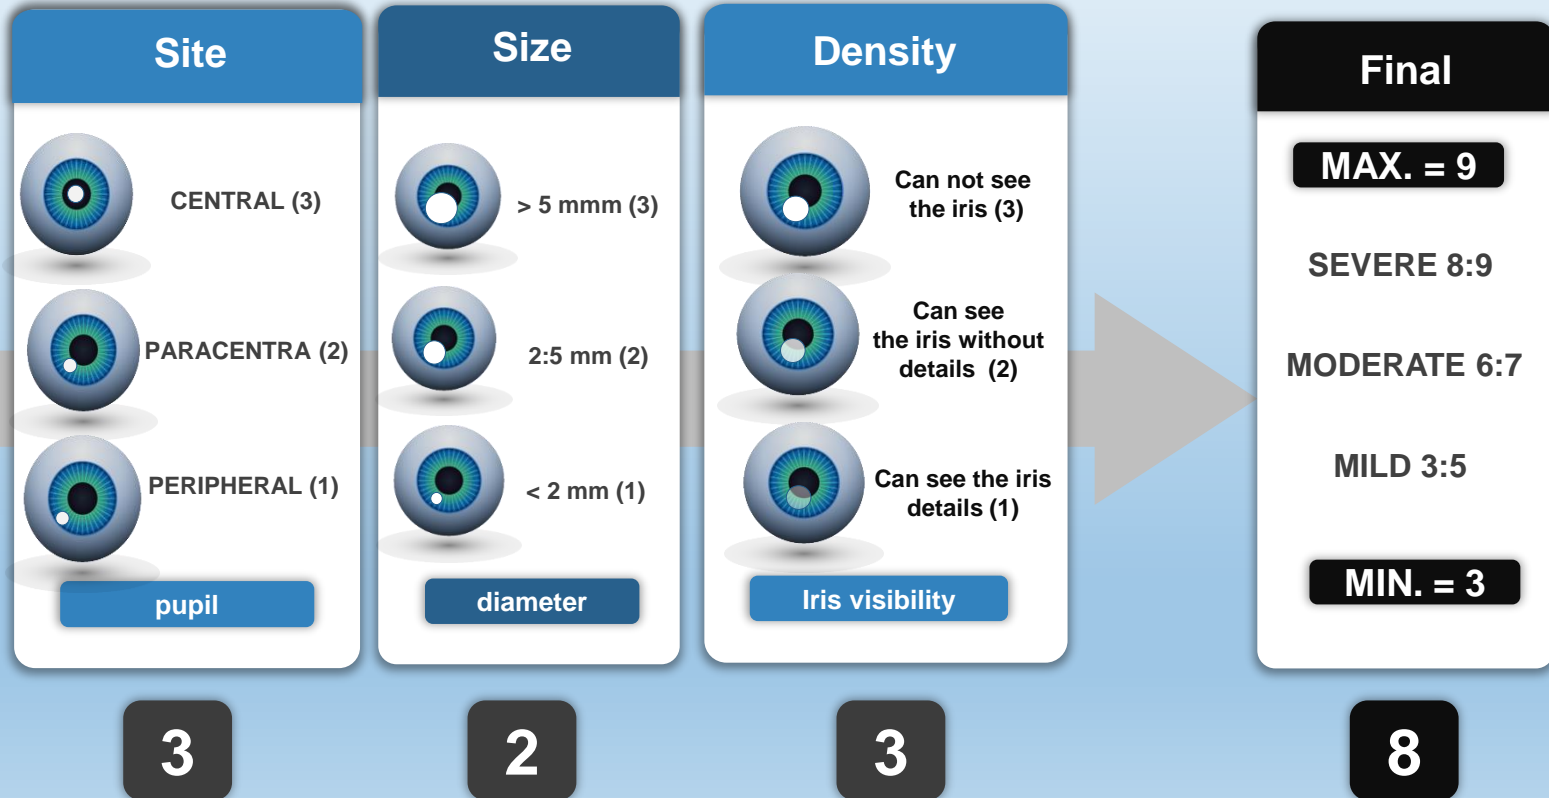 Site
CENTRAL (3)
PARACENTRA (2)
PERIPHERAL (1)
pupil
3
Size
> 5 mmm (3)
2:5 mm (2)
< 2 mm (1)
diameter
2
Density
Can not see
the iris (3)
Can see
the iris without
details (2)
Can see the iris
details (1)
Iris visibility
3
Final
MAX. = 9
SEVERE 8:9
MODERATE 6:7
MILD 3:5
MIN. = 3
8